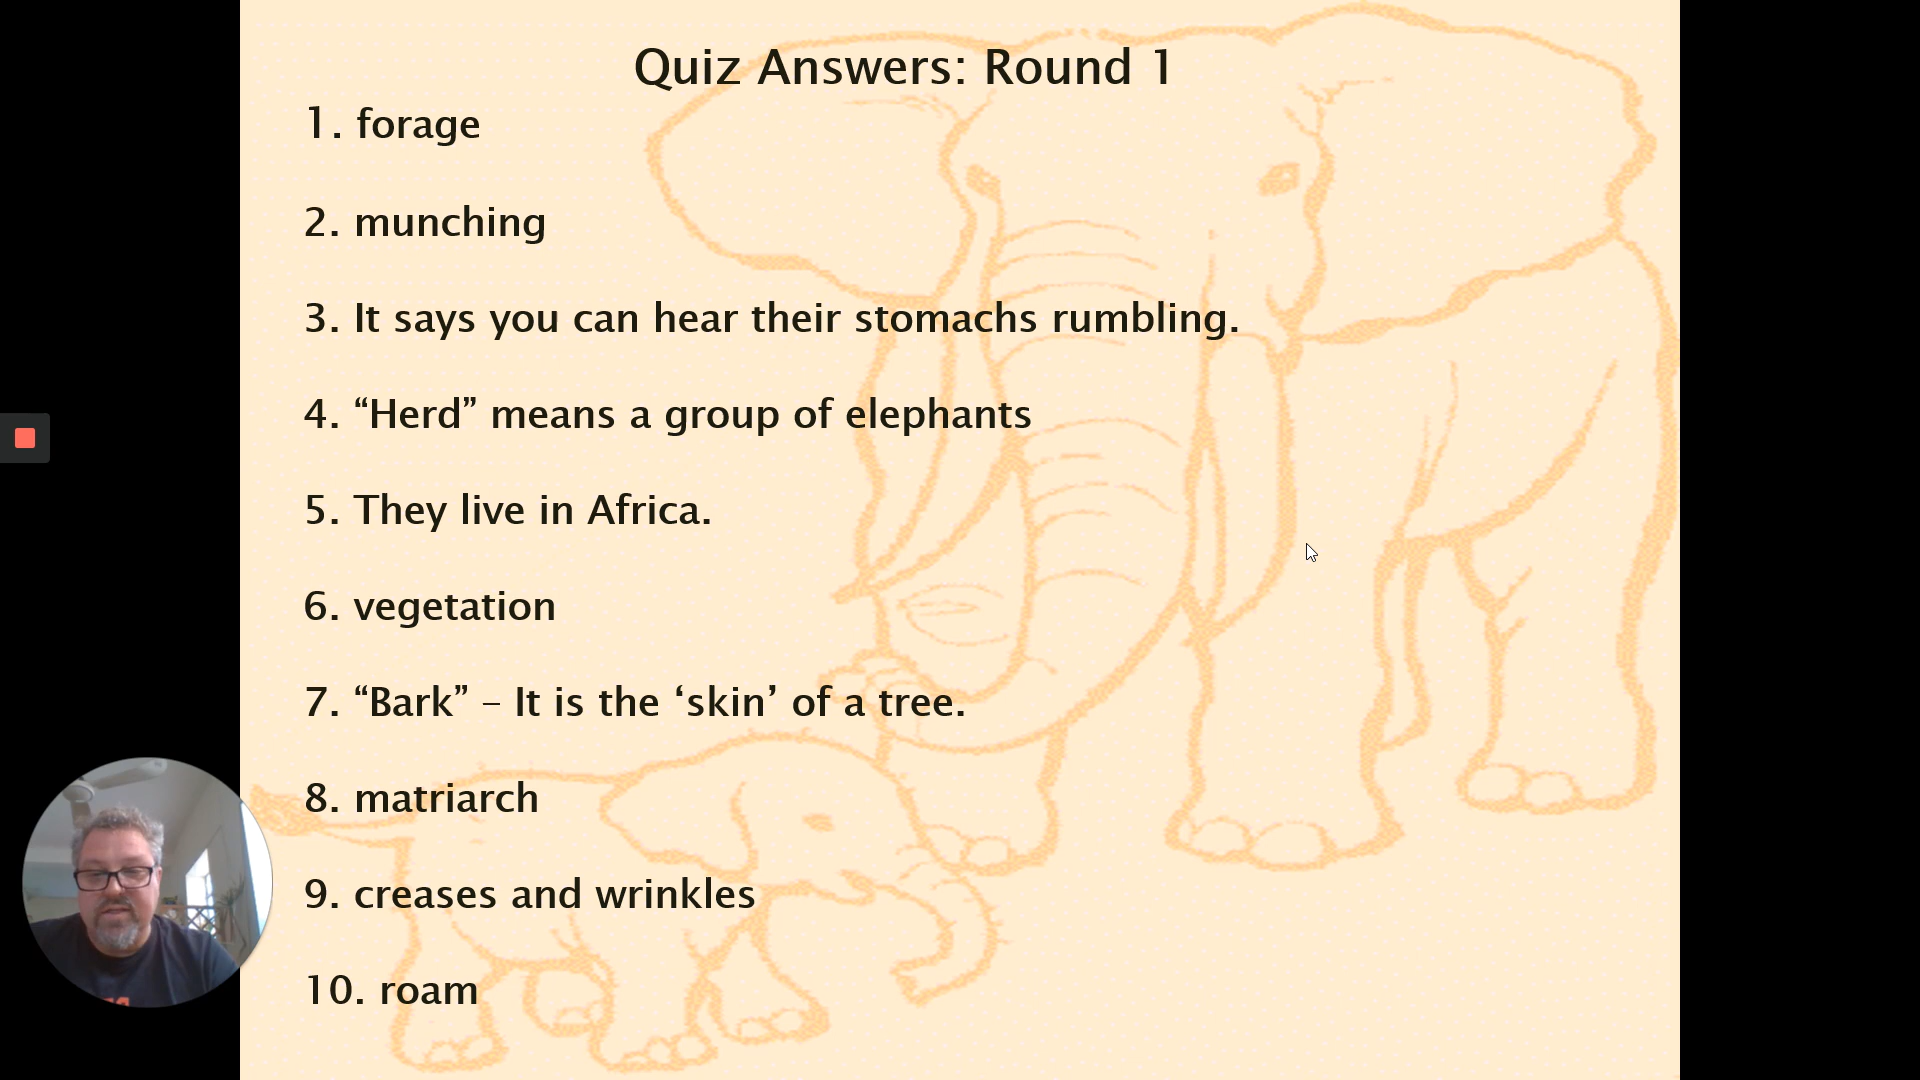 Quiz Answers: Round 1
1. forage
2. munching
3. It says you can hear their stomachs rumbling.
4. “Herd” means a group of elephants
5. They live in Africa.
6. vegetation
7. “Bark” – It is the ‘skin’ of a tree.
8. matriarch
9. creases and wrinkles
10. roam